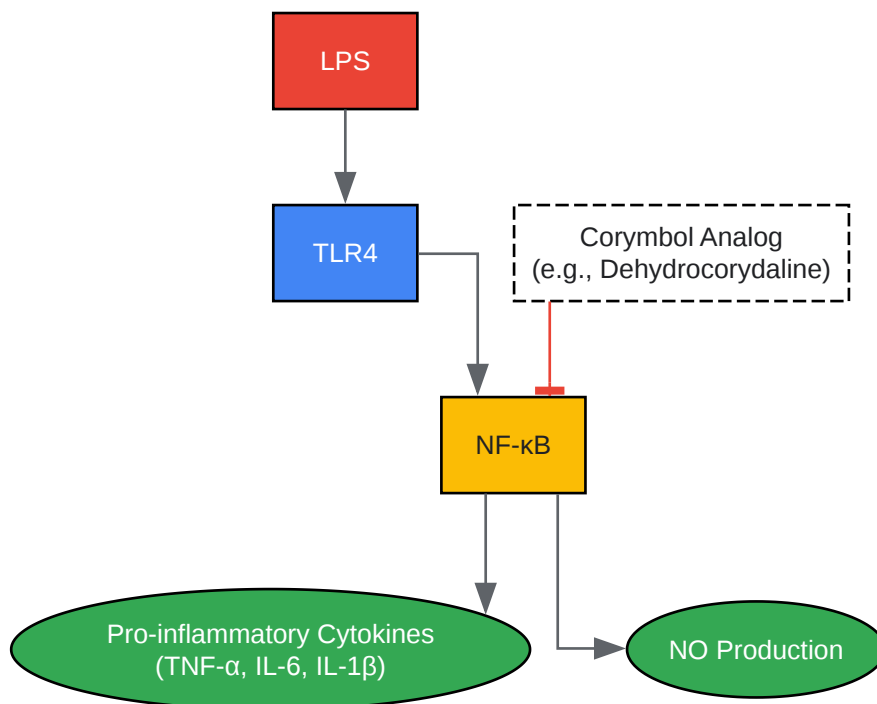 LPS
TLR4
Corymbol Analog
(e.g., Dehydrocorydaline)
NF-κB
Pro-inflammatory Cytokines
(TNF-α, IL-6, IL-1β)
NO Production